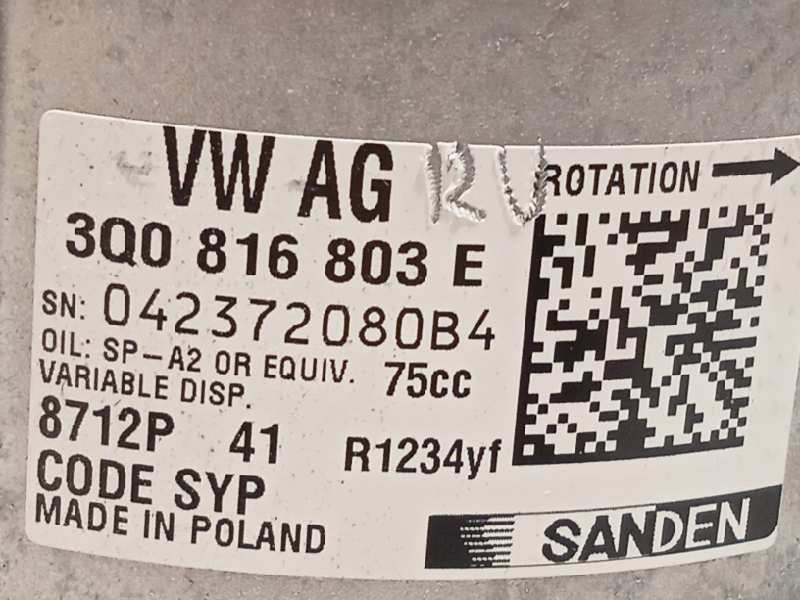 VW AG RU
ROTATION
3Q0 816 803 E
SN: 042372080B4
OIL: SP-A2 OR EQUIV. 75cc
VARIABLE DISP.
8712P 41
R1234yf
CODE SYP
MADE IN POLAND
SANDEN